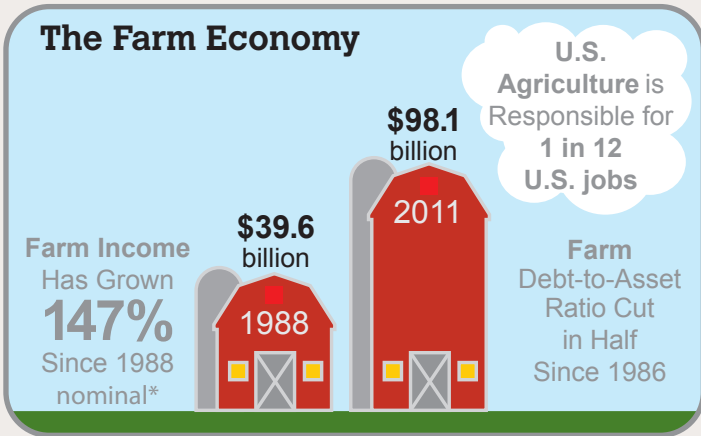 The Farm Economy
U.S.
Agriculture is
Responsible for
1 in 12
U.S. jobs
$98.1
billion
2011
$39.6
billion
1988
Farm Income
Has Grown
147%
Since 1988
nominal*
Farm
Debt-to-Asset
Ratio Cut
in Half
Since 1986